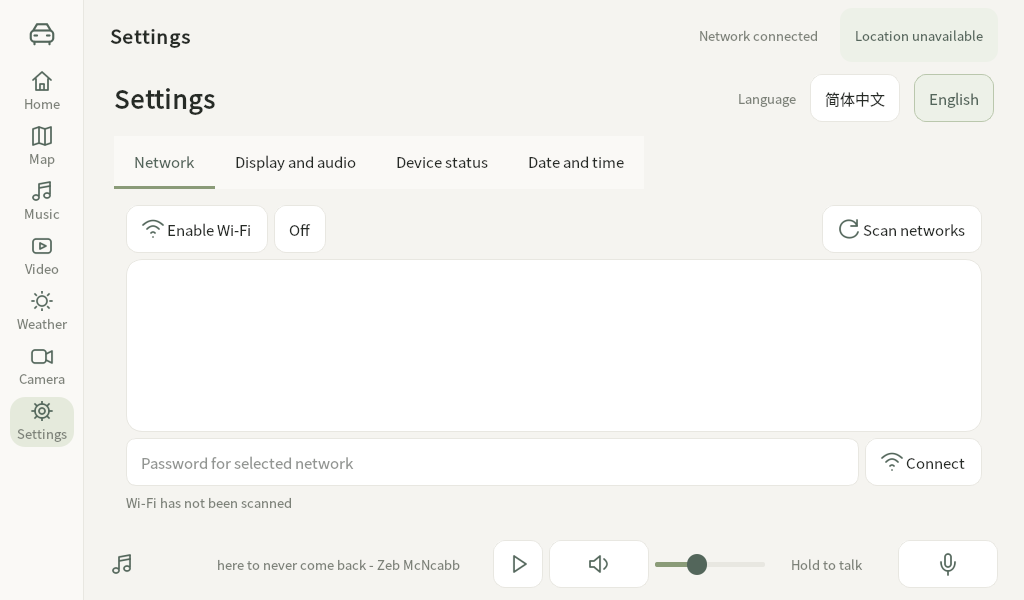 Settings
Network connected
Location unavailable
Home
Map
Music
Video
Weather
Camera
Settings
Settings
Language
简体中文
English
Network
Display and audio
Device status
Date and time
Enable Wi-Fi
Off
Scan networks
Password for selected network
Connect
Wi-Fi has not been scanned
here to never come back - Zeb McNcabb
Hold to talk